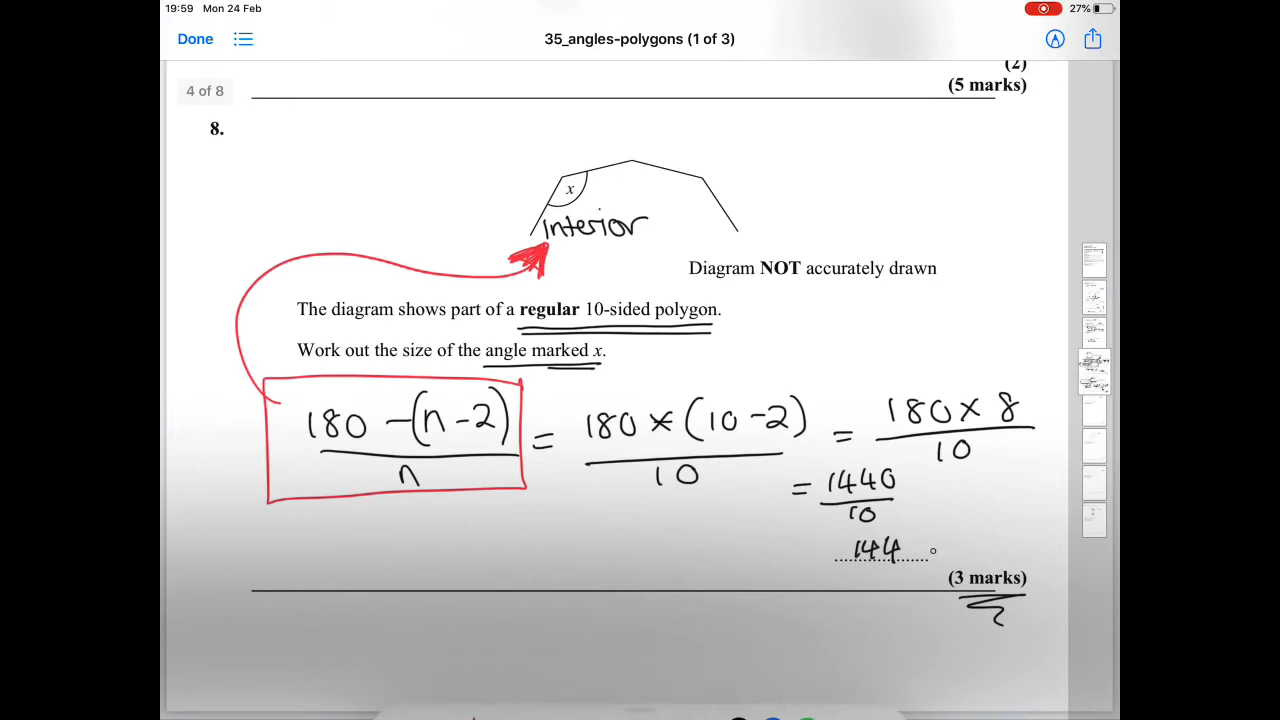 19:59 Mon 24 Feb
27%
Done
35_angles-polygons (1 of 3)
(2)
(5 marks)
4 of 8
8.
x
Interior
Diagram NOT accurately drawn
The diagram shows part of a regular 10-sided polygon.
Work out the size of the angle marked x.
180 -(n-2) / n = 180 × (10-2) / 10 = 180 × 8 / 10
= 1440 / 10
144 °
(3 marks)